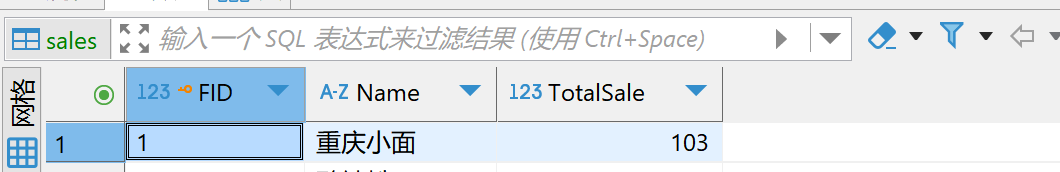 sales
输入一个 SQL 表达式来过滤结果 (使用 Ctrl+Space)
网格
123 FID
A-Z Name
123 TotalSale
1
1
重庆小面
103